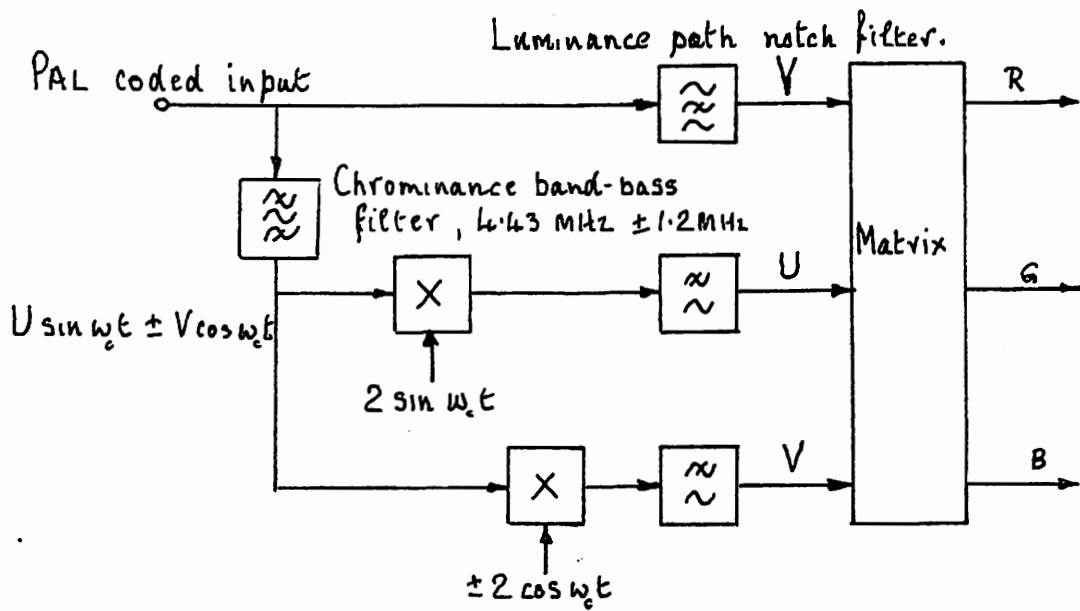 Luminance path notch filter.
PAL coded input
V
R
Chrominance band-bass
filter, 4.43 MHz ± 1.2MHz
Matrix
U
G
U sin ω_c t ± V cos ω_c t
×
2 sin ω_c t
V
B
×
± 2 cos ω_c t